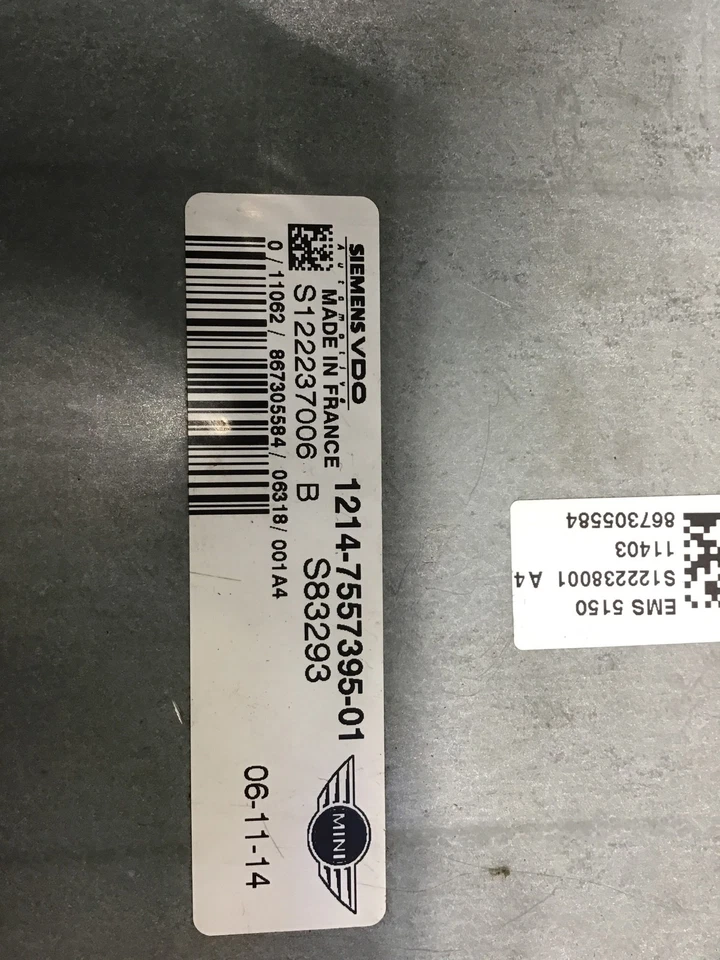 SIEMENS VDO
Automotive
MADE IN FRANCE
1214-7557395-01
S122237006 B
S83293
0/11062/ 867305584/ 06318/001A4
06-11-14
MINI
EMS 5150
S122238001 A4
11403
867305584